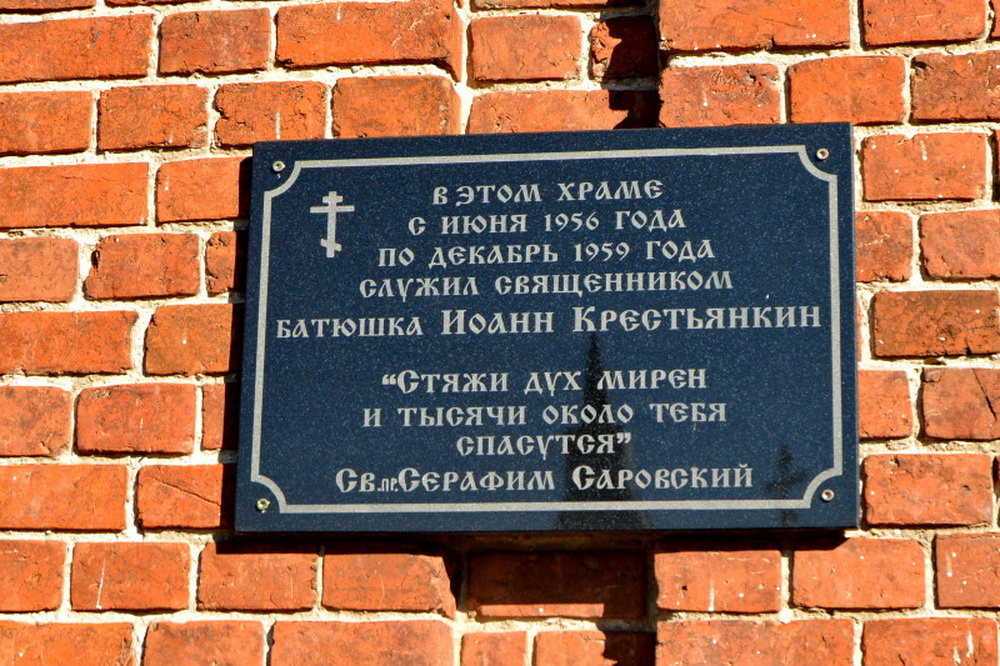 В ЭТОМ ХРАМЕ
С ИЮНЯ 1956 ГОДА
ПО ДЕКАБРЬ 1959 ГОДА
СЛУЖИЛ СВЯЩЕННИКОМ
БАТЮШКА ИОАНН КРЕСТЬЯНКИН
“СТЯЖИ ДУХ МИРЕН
И ТЫСЯЧИ ОКОЛО ТЕБЯ
СПАСУТСЯ”
СВ.ПР.СЕРАФИМ САРОВСКИЙ